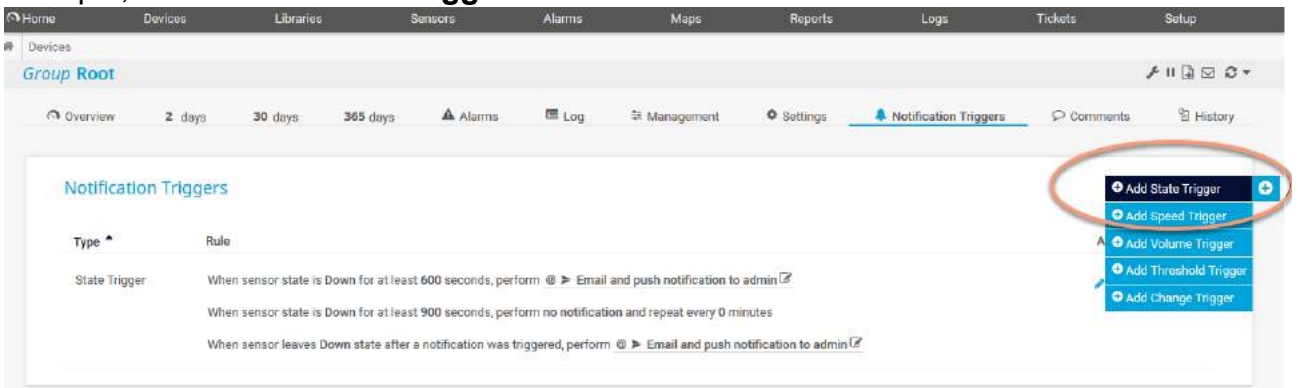 Home Devices Libraries Sensors Alarms Maps Reports Logs Tickets Setup
Devices
Group Root
Overview 2 days 30 days 365 days Alarms Log Management Settings Notification Triggers Comments History
Notification Triggers
Add State Trigger
Add Speed Trigger
Type Rule A Add Volume Trigger
Add Threshold Trigger
State Trigger When sensor state is Down for at least 600 seconds, perform @ Email and push notification to admin
Add Change Trigger
When sensor state is Down for at least 900 seconds, perform no notification and repeat every 0 minutes
When sensor leaves Down state after a notification was triggered, perform @ Email and push notification to admin